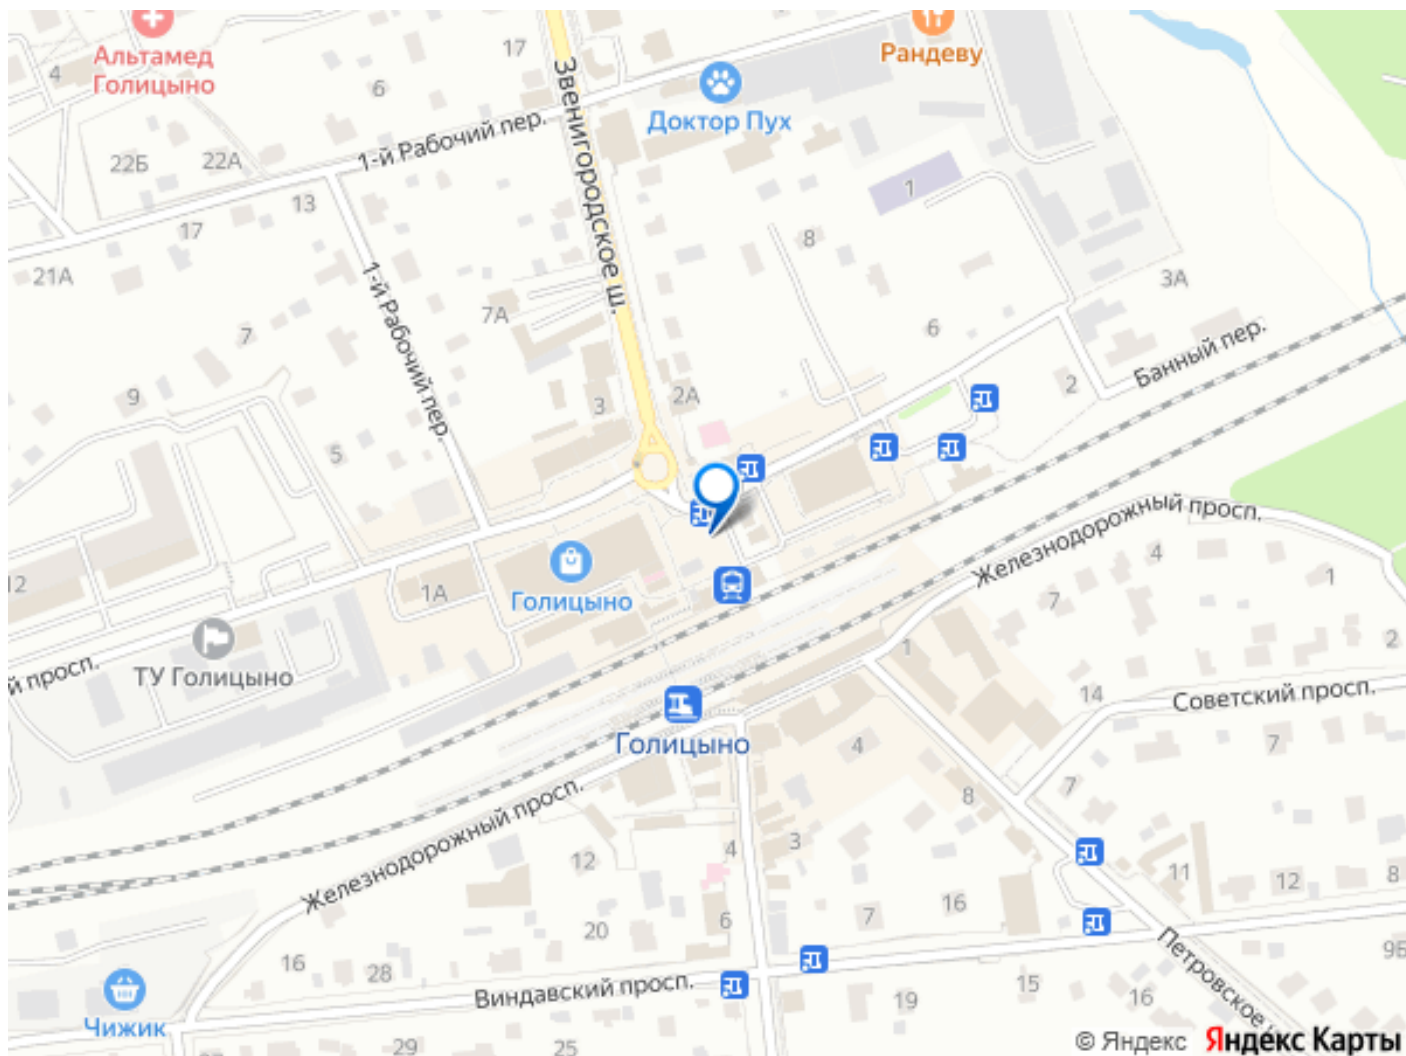 Альтамед
Голицыно
4
6
17
Рандеву
Доктор Пух
Звенигородское ш.
1-й Рабочий пер.
22Б
22А
1
13
17
8
21А
1-й Рабочий пер.
7А
7
3А
6
Банный пер.
9
3
2А
2
5
Железнодорожный просп.
4
1
12
1А
Голицыно
7
2
й просп.
ТУ Голицыно
1
14
Советский просп.
Голицыно
4
7
7
Железнодорожный просп.
8
3
12
4
11
12
8
20
6
7
16
Петровское
9Б
16
28
Виндавский просп.
19
15
16
Чижик
29
25
© Яндекс Яндекс Карты